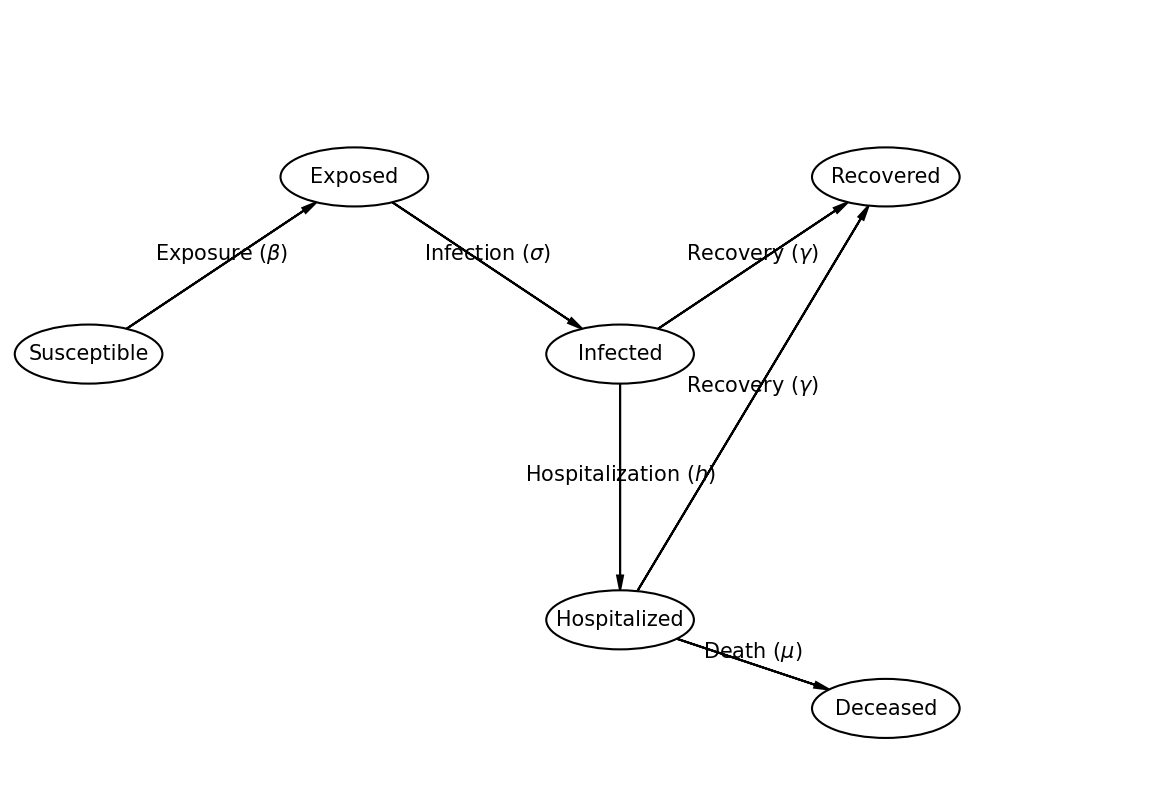 Exposed
Recovered
Exposure (β)
Infection (σ)
Recovery (γ)
Susceptible
Infected
Recovery (γ)
Hospitalization (h)
Hospitalized
Death (μ)
Deceased